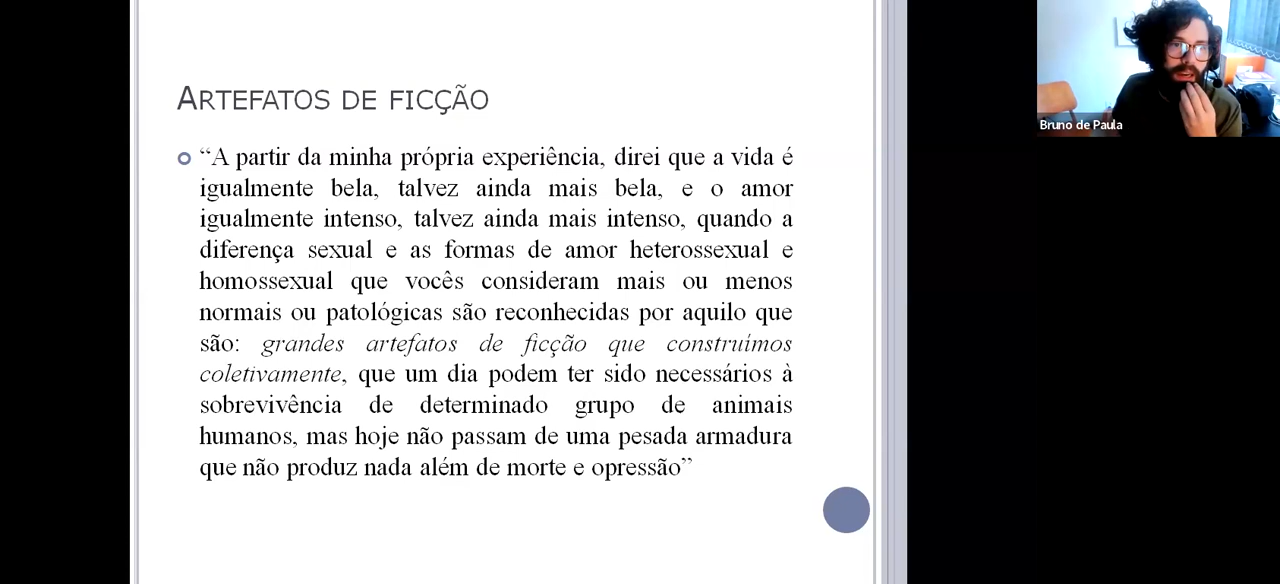 ARTEFATOS DE FICÇÃO
“A partir da minha própria experiência, direi que a vida é
igualmente bela, talvez ainda mais bela, e o amor
igualmente intenso, talvez ainda mais intenso, quando a
diferença sexual e as formas de amor heterossexual e
homossexual que vocês consideram mais ou menos
normais ou patológicas são reconhecidas por aquilo que
são: grandes artefatos de ficção que construímos
coletivamente, que um dia podem ter sido necessários à
sobrevivência de determinado grupo de animais
humanos, mas hoje não passam de uma pesada armadura
que não produz nada além de morte e opressão”
Bruno de Paula